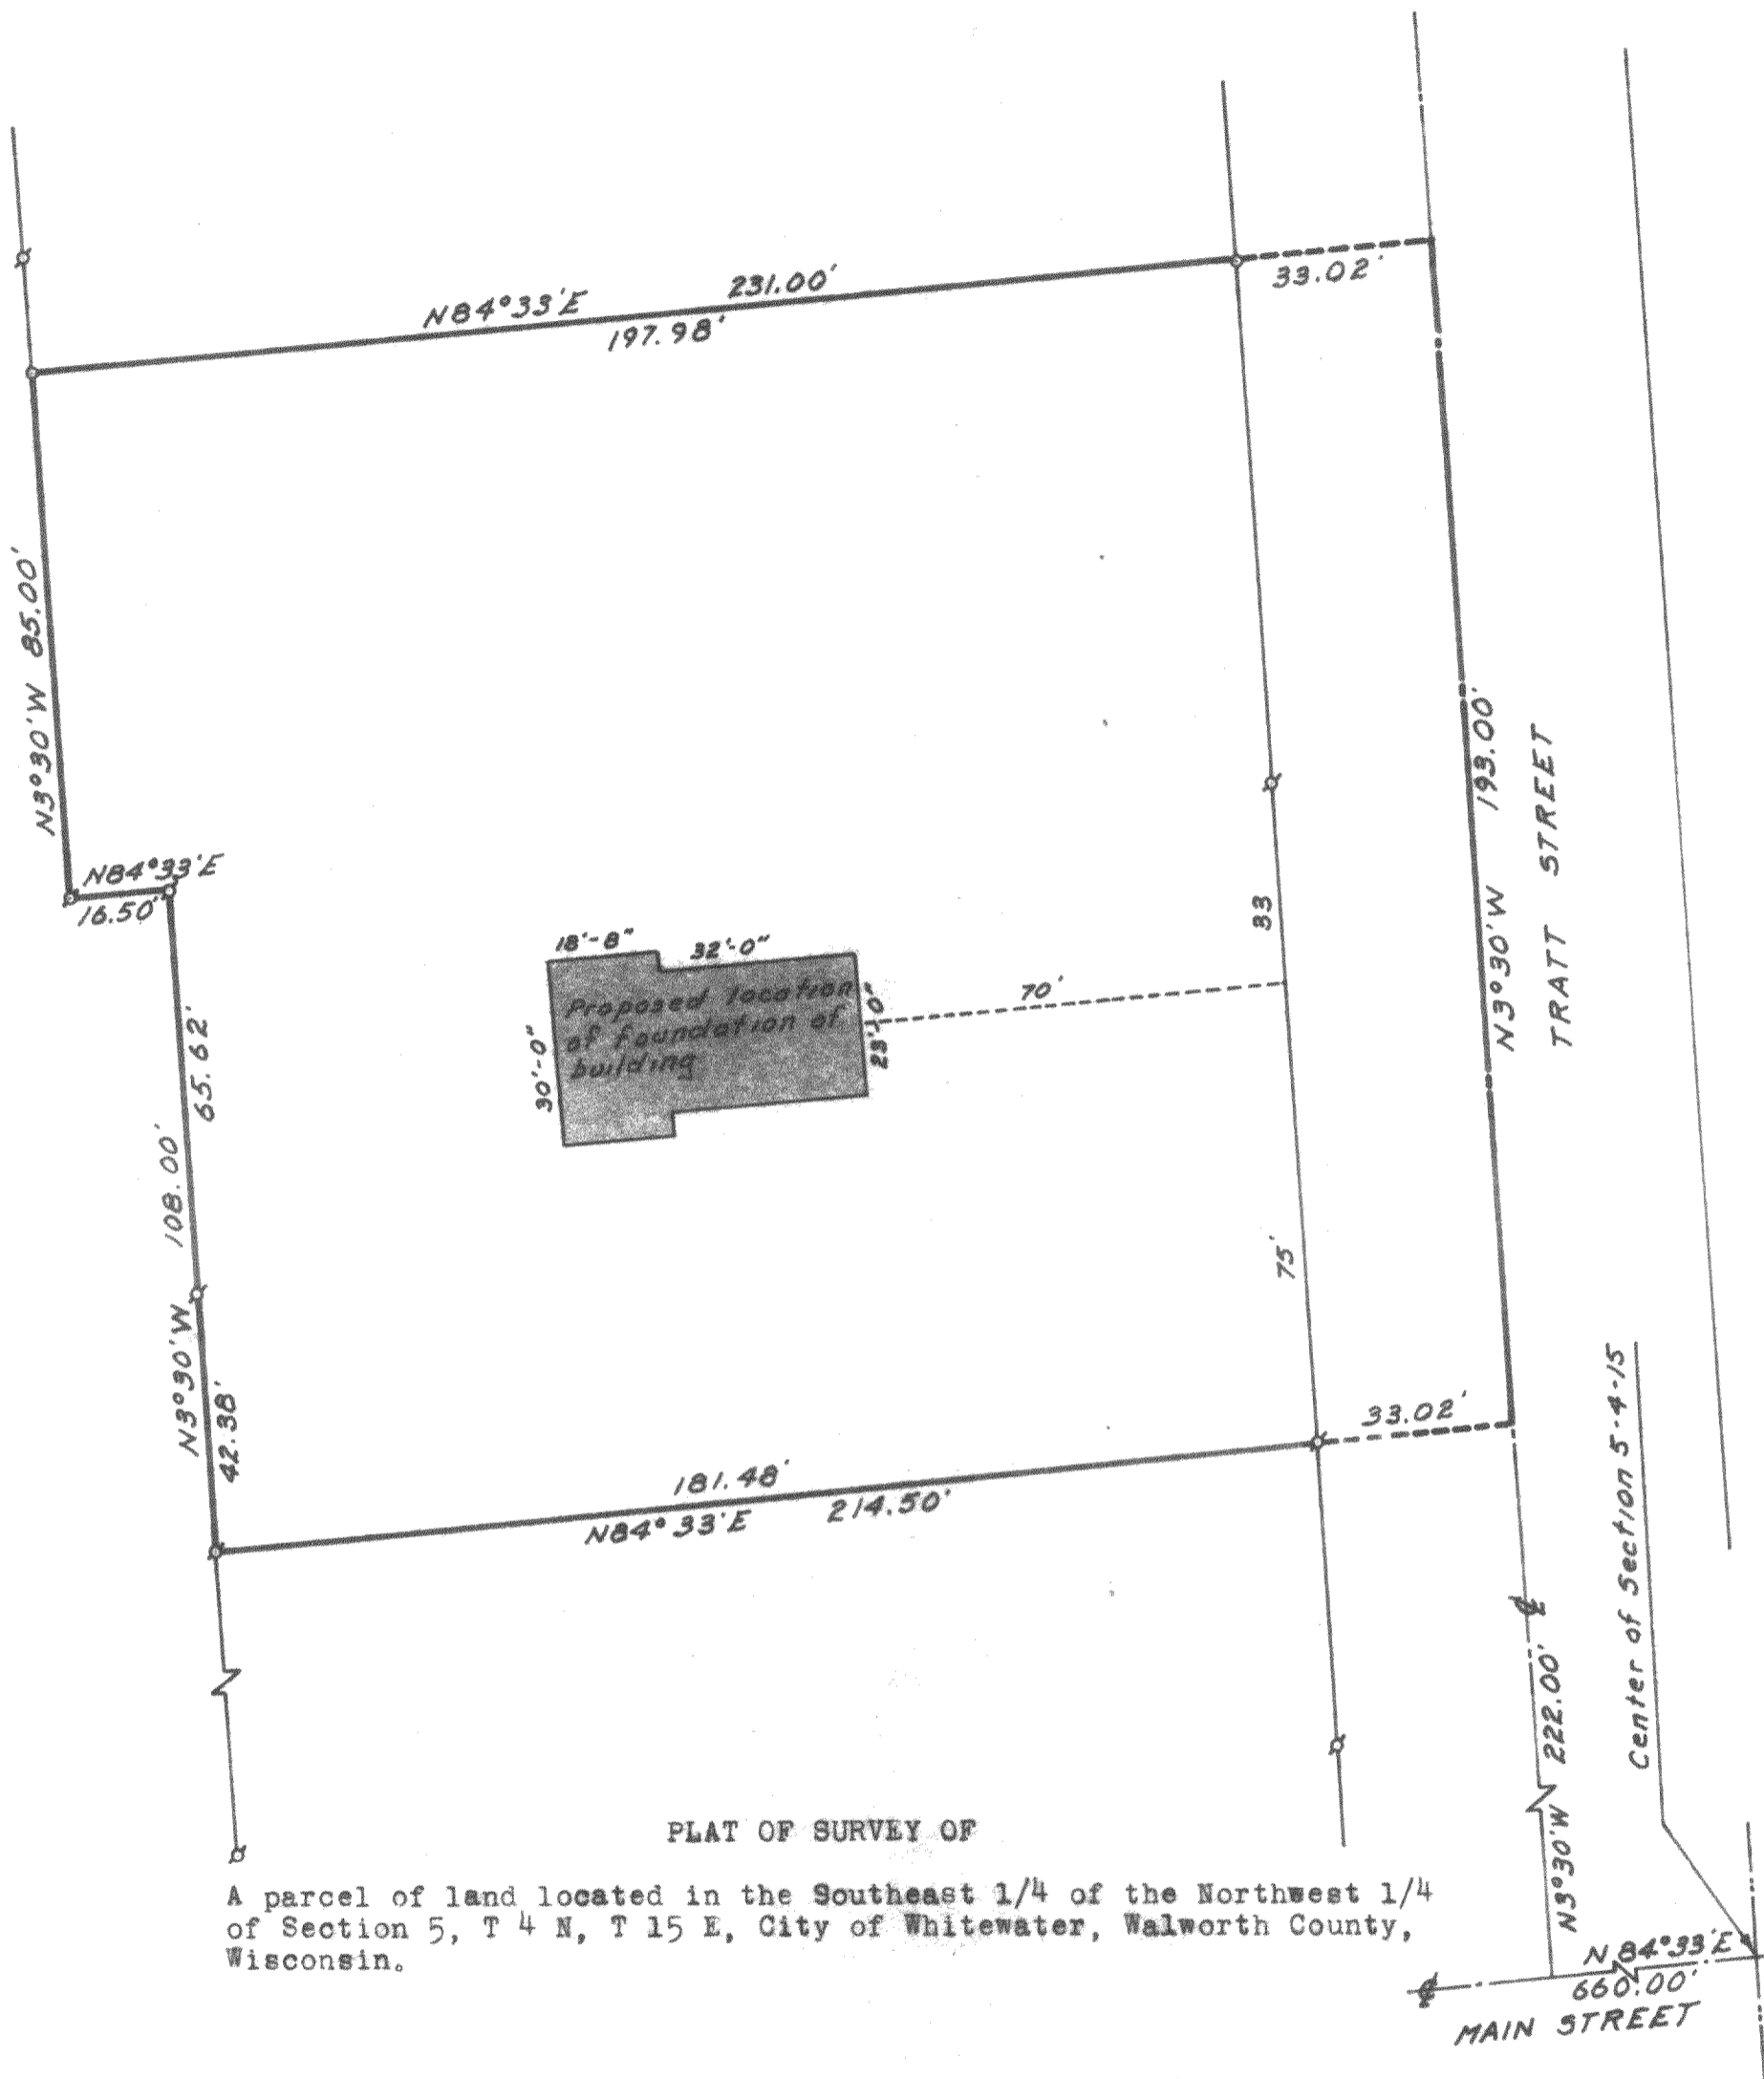 N84°33'E 231.00'
197.98'
33.02'
N3°30'W 85.00'
N84°33'E
16.50'
18'-8"
32'-0"
Proposed location
of foundation of
building
30'-0"
23'-0"
70'
33
75'
N3°30'W 193.00'
TRATT STREET
65.62'
N3°30'W 108.00'
42.38'
181.48'
N84°33'E 214.50'
33.02'
Center of Section 5-4-15
N3°30'W 222.00'
N84°33'E
660.00'
MAIN STREET
PLAT OF SURVEY OF
A parcel of land located in the Southeast 1/4 of the Northwest 1/4
of Section 5, T 4 N, T 15 E, City of Whitewater, Walworth County,
Wisconsin.